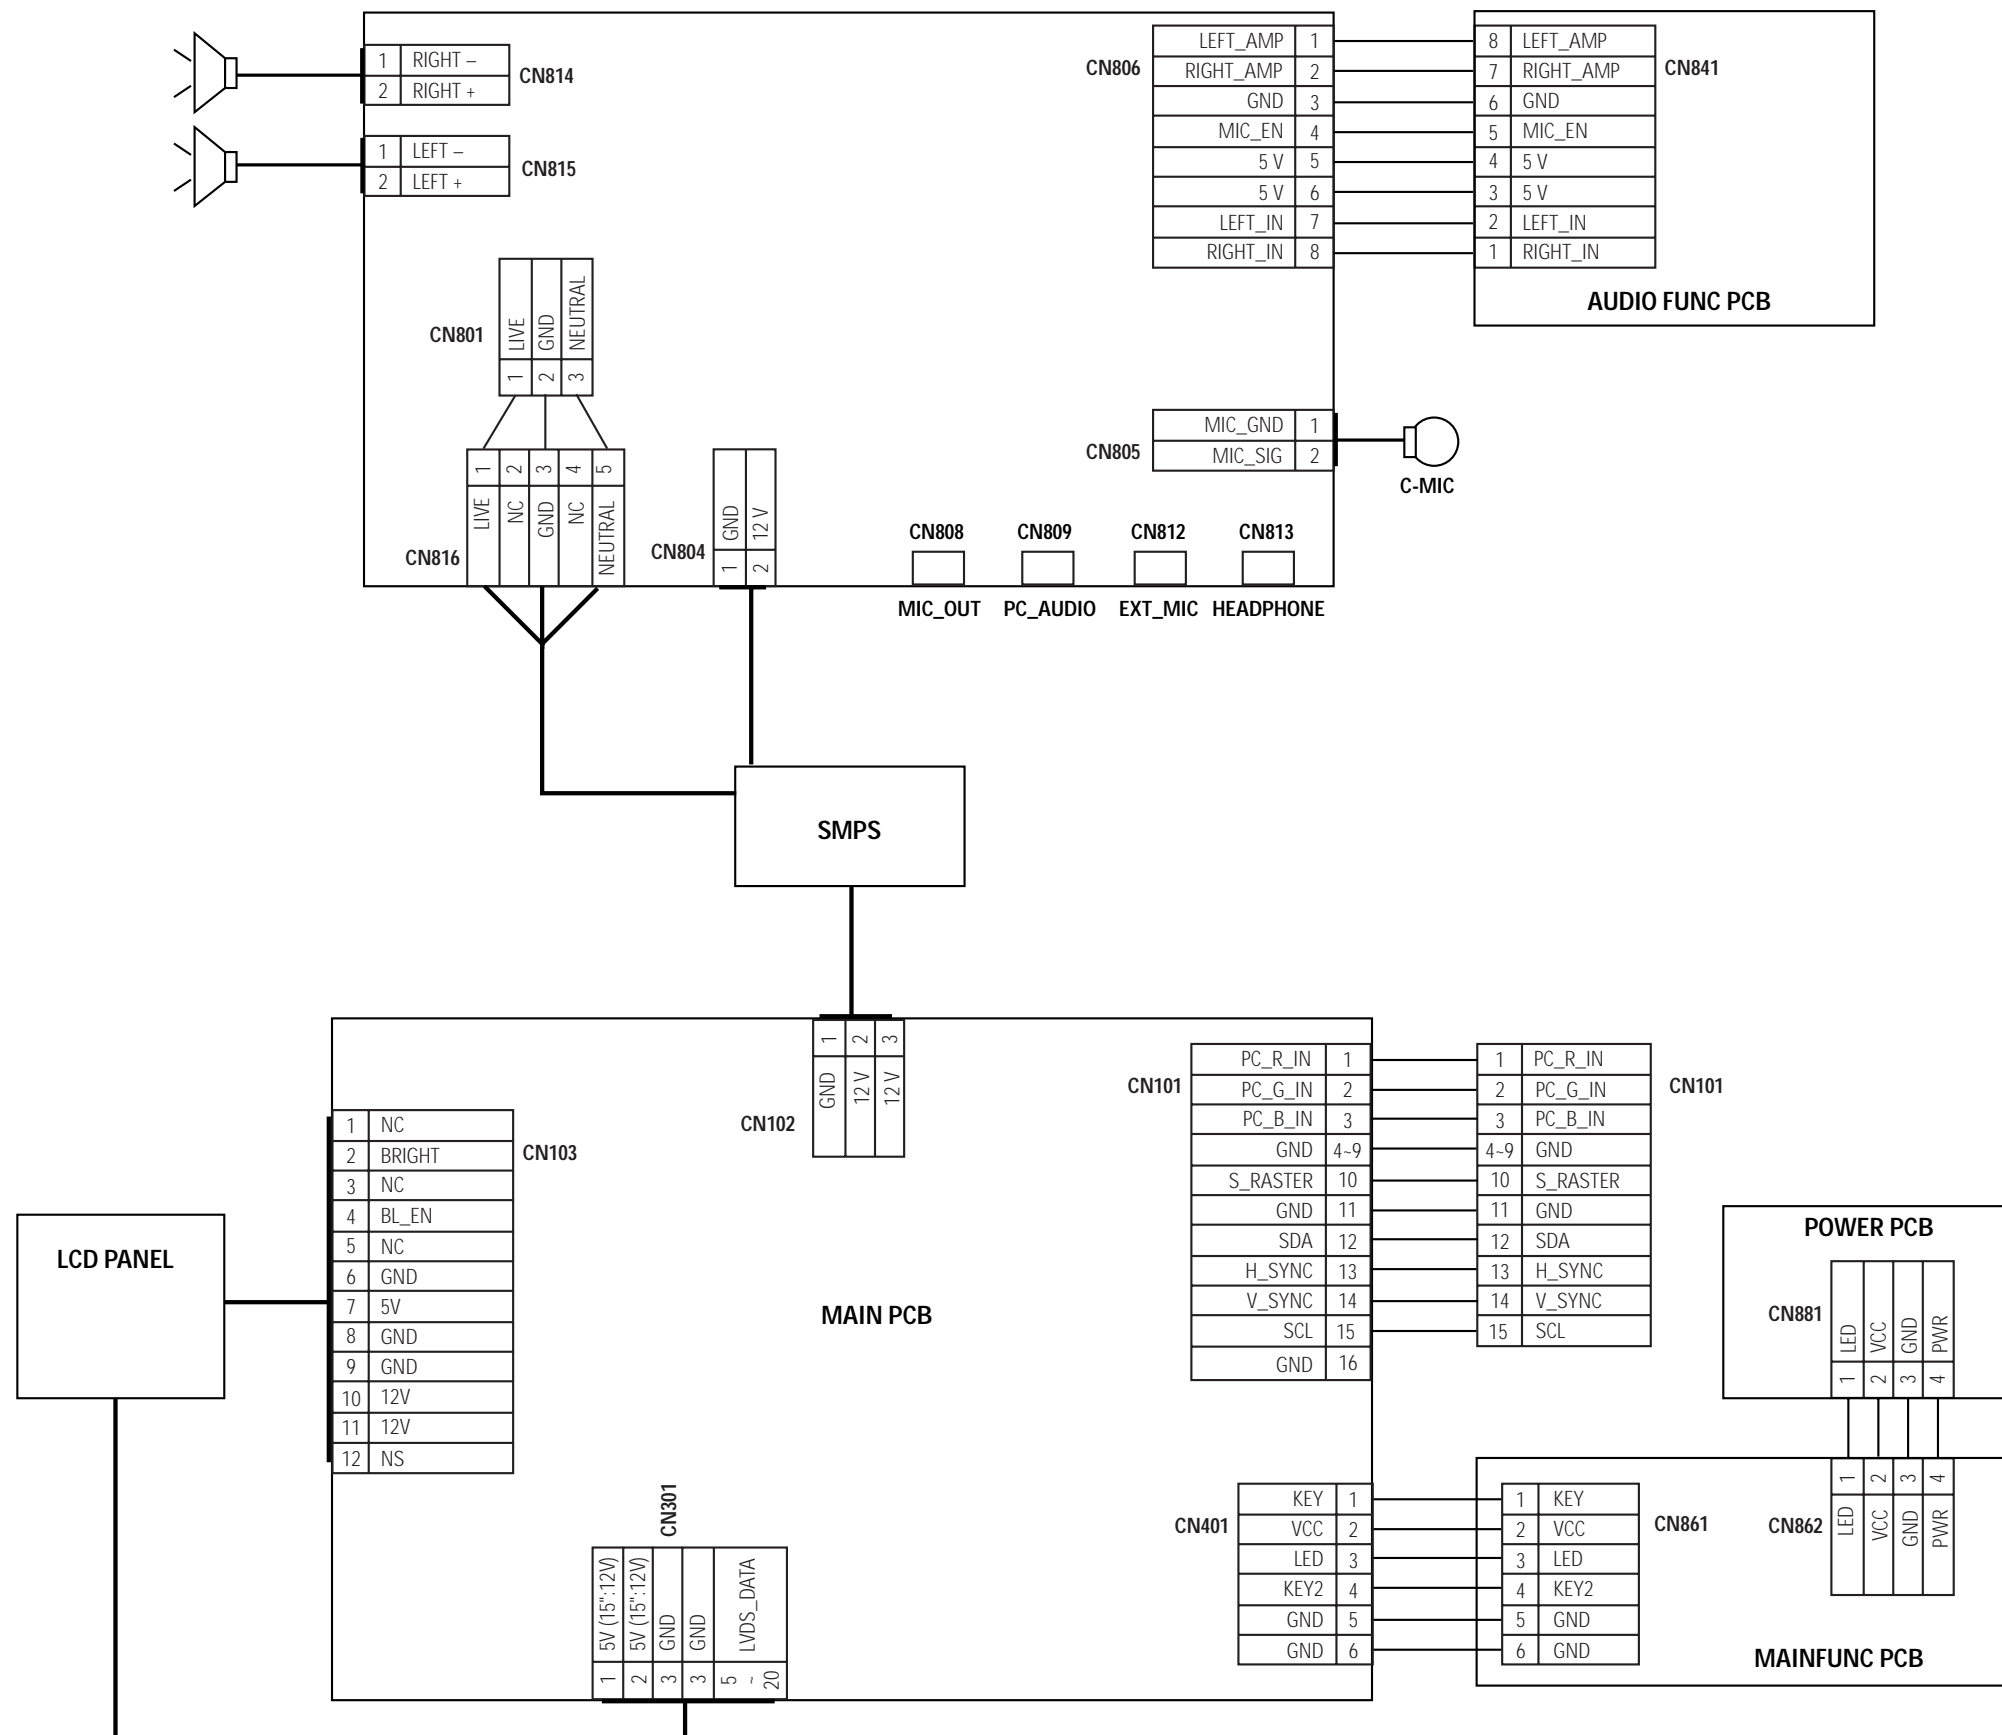 1 RIGHT –
2 RIGHT +
CN814
1 LEFT –
2 LEFT +
CN815
CN806
LEFT_AMP 1
RIGHT_AMP 2
GND 3
MIC_EN 4
5 V 5
5 V 6
LEFT_IN 7
RIGHT_IN 8
8 LEFT_AMP
7 RIGHT_AMP
6 GND
5 MIC_EN
4 5 V
3 5 V
2 LEFT_IN
1 RIGHT_IN
CN841
AUDIO FUNC PCB
CN801
LIVE
GND
NEUTRAL
1
2
3
1
2
3
4
5
LIVE
NC
GND
NC
NEUTRAL
CN816
CN804
GND
12 V
1
2
CN805
MIC_GND 1
MIC_SIG 2
C-MIC
CN808
CN809
CN812
CN813
MIC_OUT
PC_AUDIO
EXT_MIC
HEADPHONE
SMPS
1
2
3
GND
12 V
12 V
CN102
1 NC
2 BRIGHT
3 NC
4 BL_EN
5 NC
6 GND
7 5V
8 GND
9 GND
10 12V
11 12V
12 NS
CN103
LCD PANEL
MAIN PCB
CN101
PC_R_IN 1
PC_G_IN 2
PC_B_IN 3
GND 4~9
S_RASTER 10
GND 11
SDA 12
H_SYNC 13
V_SYNC 14
SCL 15
GND 16
1 PC_R_IN
2 PC_G_IN
3 PC_B_IN
4~9 GND
10 S_RASTER
11 GND
12 SDA
13 H_SYNC
14 V_SYNC
15 SCL
CN101
POWER PCB
CN881
LED
VCC
GND
PWR
1
2
3
4
1
2
3
4
LED
VCC
GND
PWR
CN862
CN301
5V (15":12V)
5V (15":12V)
GND
GND
LVDS_DATA
1
2
3
3
5 ~ 20
CN401
KEY 1
VCC 2
LED 3
KEY2 4
GND 5
GND 6
1 KEY
2 VCC
3 LED
4 KEY2
5 GND
6 GND
CN861
MAINFUNC PCB